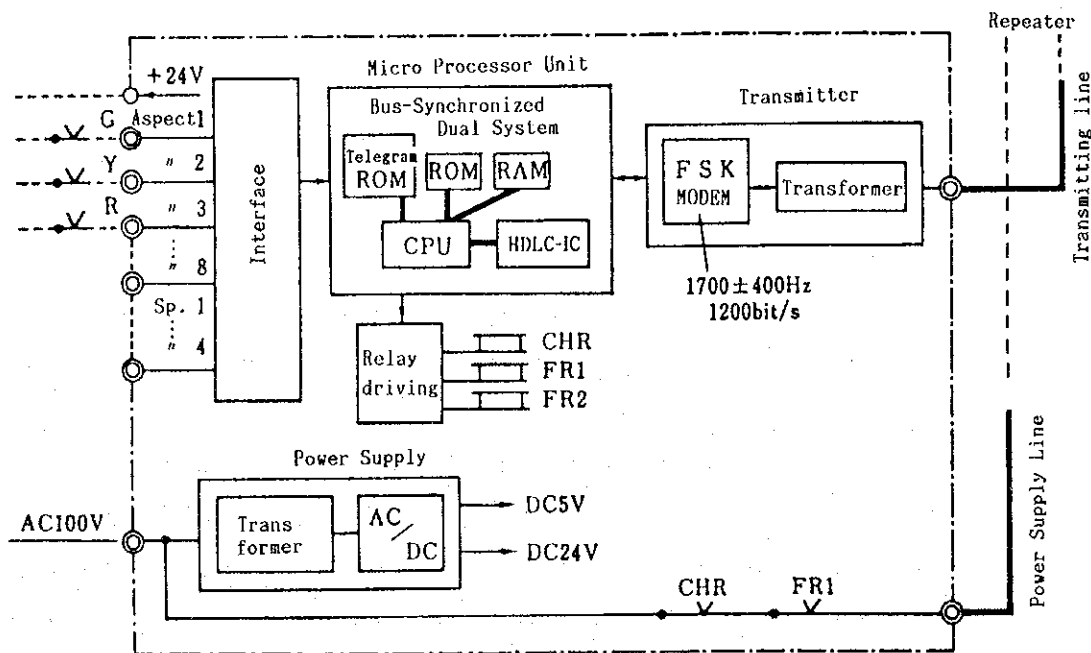 Repeater
Transmitting line
+24V
G Aspect 1
Y 〃 2
R 〃 3
〃 8
Sp. 1
〃 4
Interface
Micro Processor Unit
Bus-Synchronized
Dual System
Telegram
ROM
ROM
RAM
CPU
HDLC-IC
Transmitter
FSK
MODEM
Transformer
1700±400Hz
1200bit/s
Relay
driving
CHR
FR1
FR2
Power Supply
AC100V
Trans
former
AC/DC
DC5V
DC24V
CHR
FR1
Power Supply Line